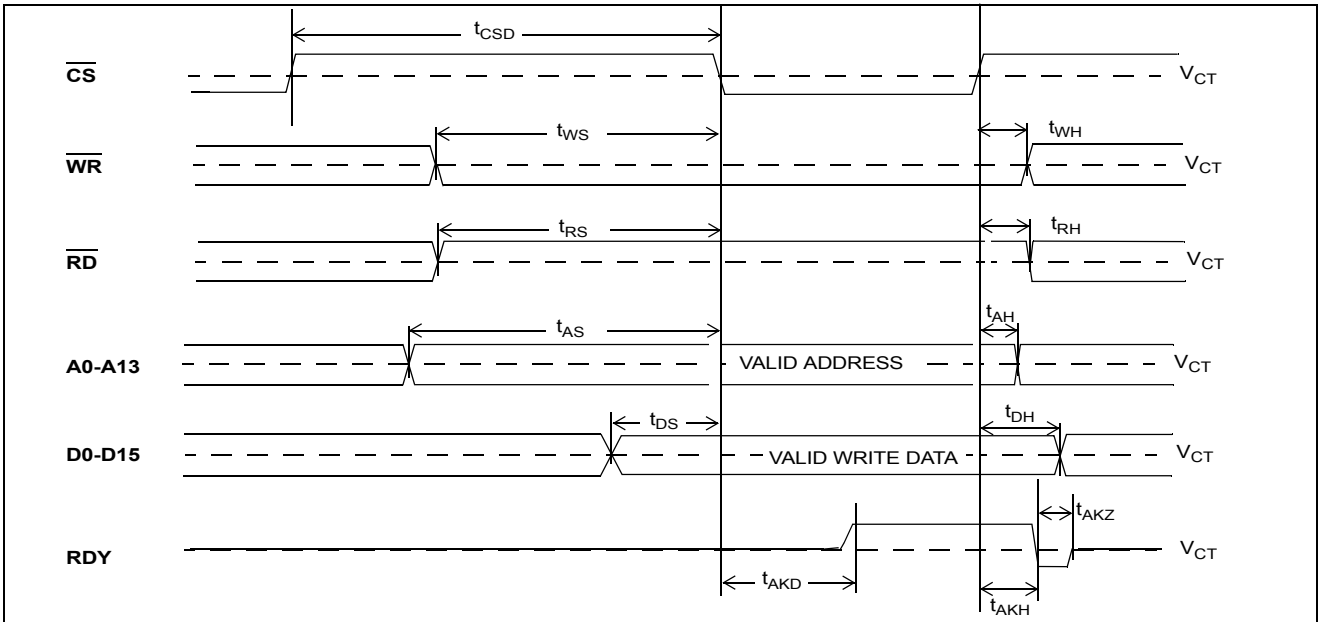 tCSD
CS VCT
tWS tWH
WR VCT
tRS tRH
RD VCT
tAS tAH
A0-A13 VALID ADDRESS VCT
tDS tDH
D0-D15 VALID WRITE DATA VCT
tAKZ
RDY VCT
tAKD
tAKH